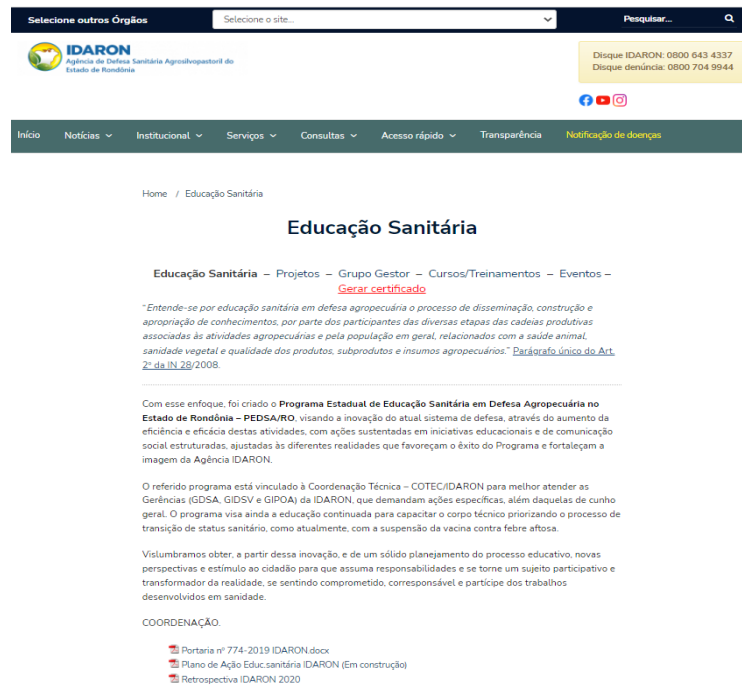 Selecione outros Órgãos
Selecione o site...
Pesquisar...
IDARON
Agência de Defesa Sanitária Agrosilvopastoril do
Estado de Rondônia
Disque IDARON: 0800 643 4337
Disque denúncia: 0800 704 9944
Início Notícias Institucional Serviços Consultas Acesso rápido Transparência Notificação de doenças
Home / Educação Sanitária
Educação Sanitária
Educação Sanitária – Projetos – Grupo Gestor – Cursos/Treinamentos – Eventos –
Gerar certificado
“Entende-se por educação sanitária em defesa agropecuária o processo de disseminação, construção e
apropriação de conhecimentos, por parte dos participantes das diversas etapas das cadeias produtivas
associadas às atividades agropecuárias e pela população em geral, relacionados com a saúde animal,
sanidade vegetal e qualidade dos produtos, subprodutos e insumos agropecuários.” Parágrafo único do Art.
2º da IN 28/2008.
Com esse enfoque, foi criado o Programa Estadual de Educação Sanitária em Defesa Agropecuária no
Estado de Rondônia – PEDSA/RO, visando a inovação do atual sistema de defesa, através do aumento da
eficiência e eficácia destas atividades, com ações sustentadas em iniciativas educacionais e de comunicação
social estruturadas, ajustadas às diferentes realidades que favoreçam o êxito do Programa e fortaleçam a
imagem da Agência IDARON.
O referido programa está vinculado à Coordenação Técnica – COTEC/IDARON para melhor atender as
Gerências (GDSA, GIDSV e GIPOA) da IDARON, que demandam ações específicas, além daquelas de cunho
geral. O programa visa ainda a educação continuada para capacitar o corpo técnico priorizando o processo de
transição de status sanitário, como atualmente, com a suspensão da vacina contra febre aftosa.
Vislumbramos obter, a partir dessa inovação, e de um sólido planejamento do processo educativo, novas
perspectivas e estímulo ao cidadão para que assuma responsabilidades e se torne um sujeito participativo e
transformador da realidade, se sentindo comprometido, corresponsável e partícipe dos trabalhos
desenvolvidos em sanidade.
COORDENAÇÃO.
Portaria nº 774-2019 IDARON.docx
Plano de Ação Educ.sanitária IDARON (Em construção)
Retrospectiva IDARON 2020